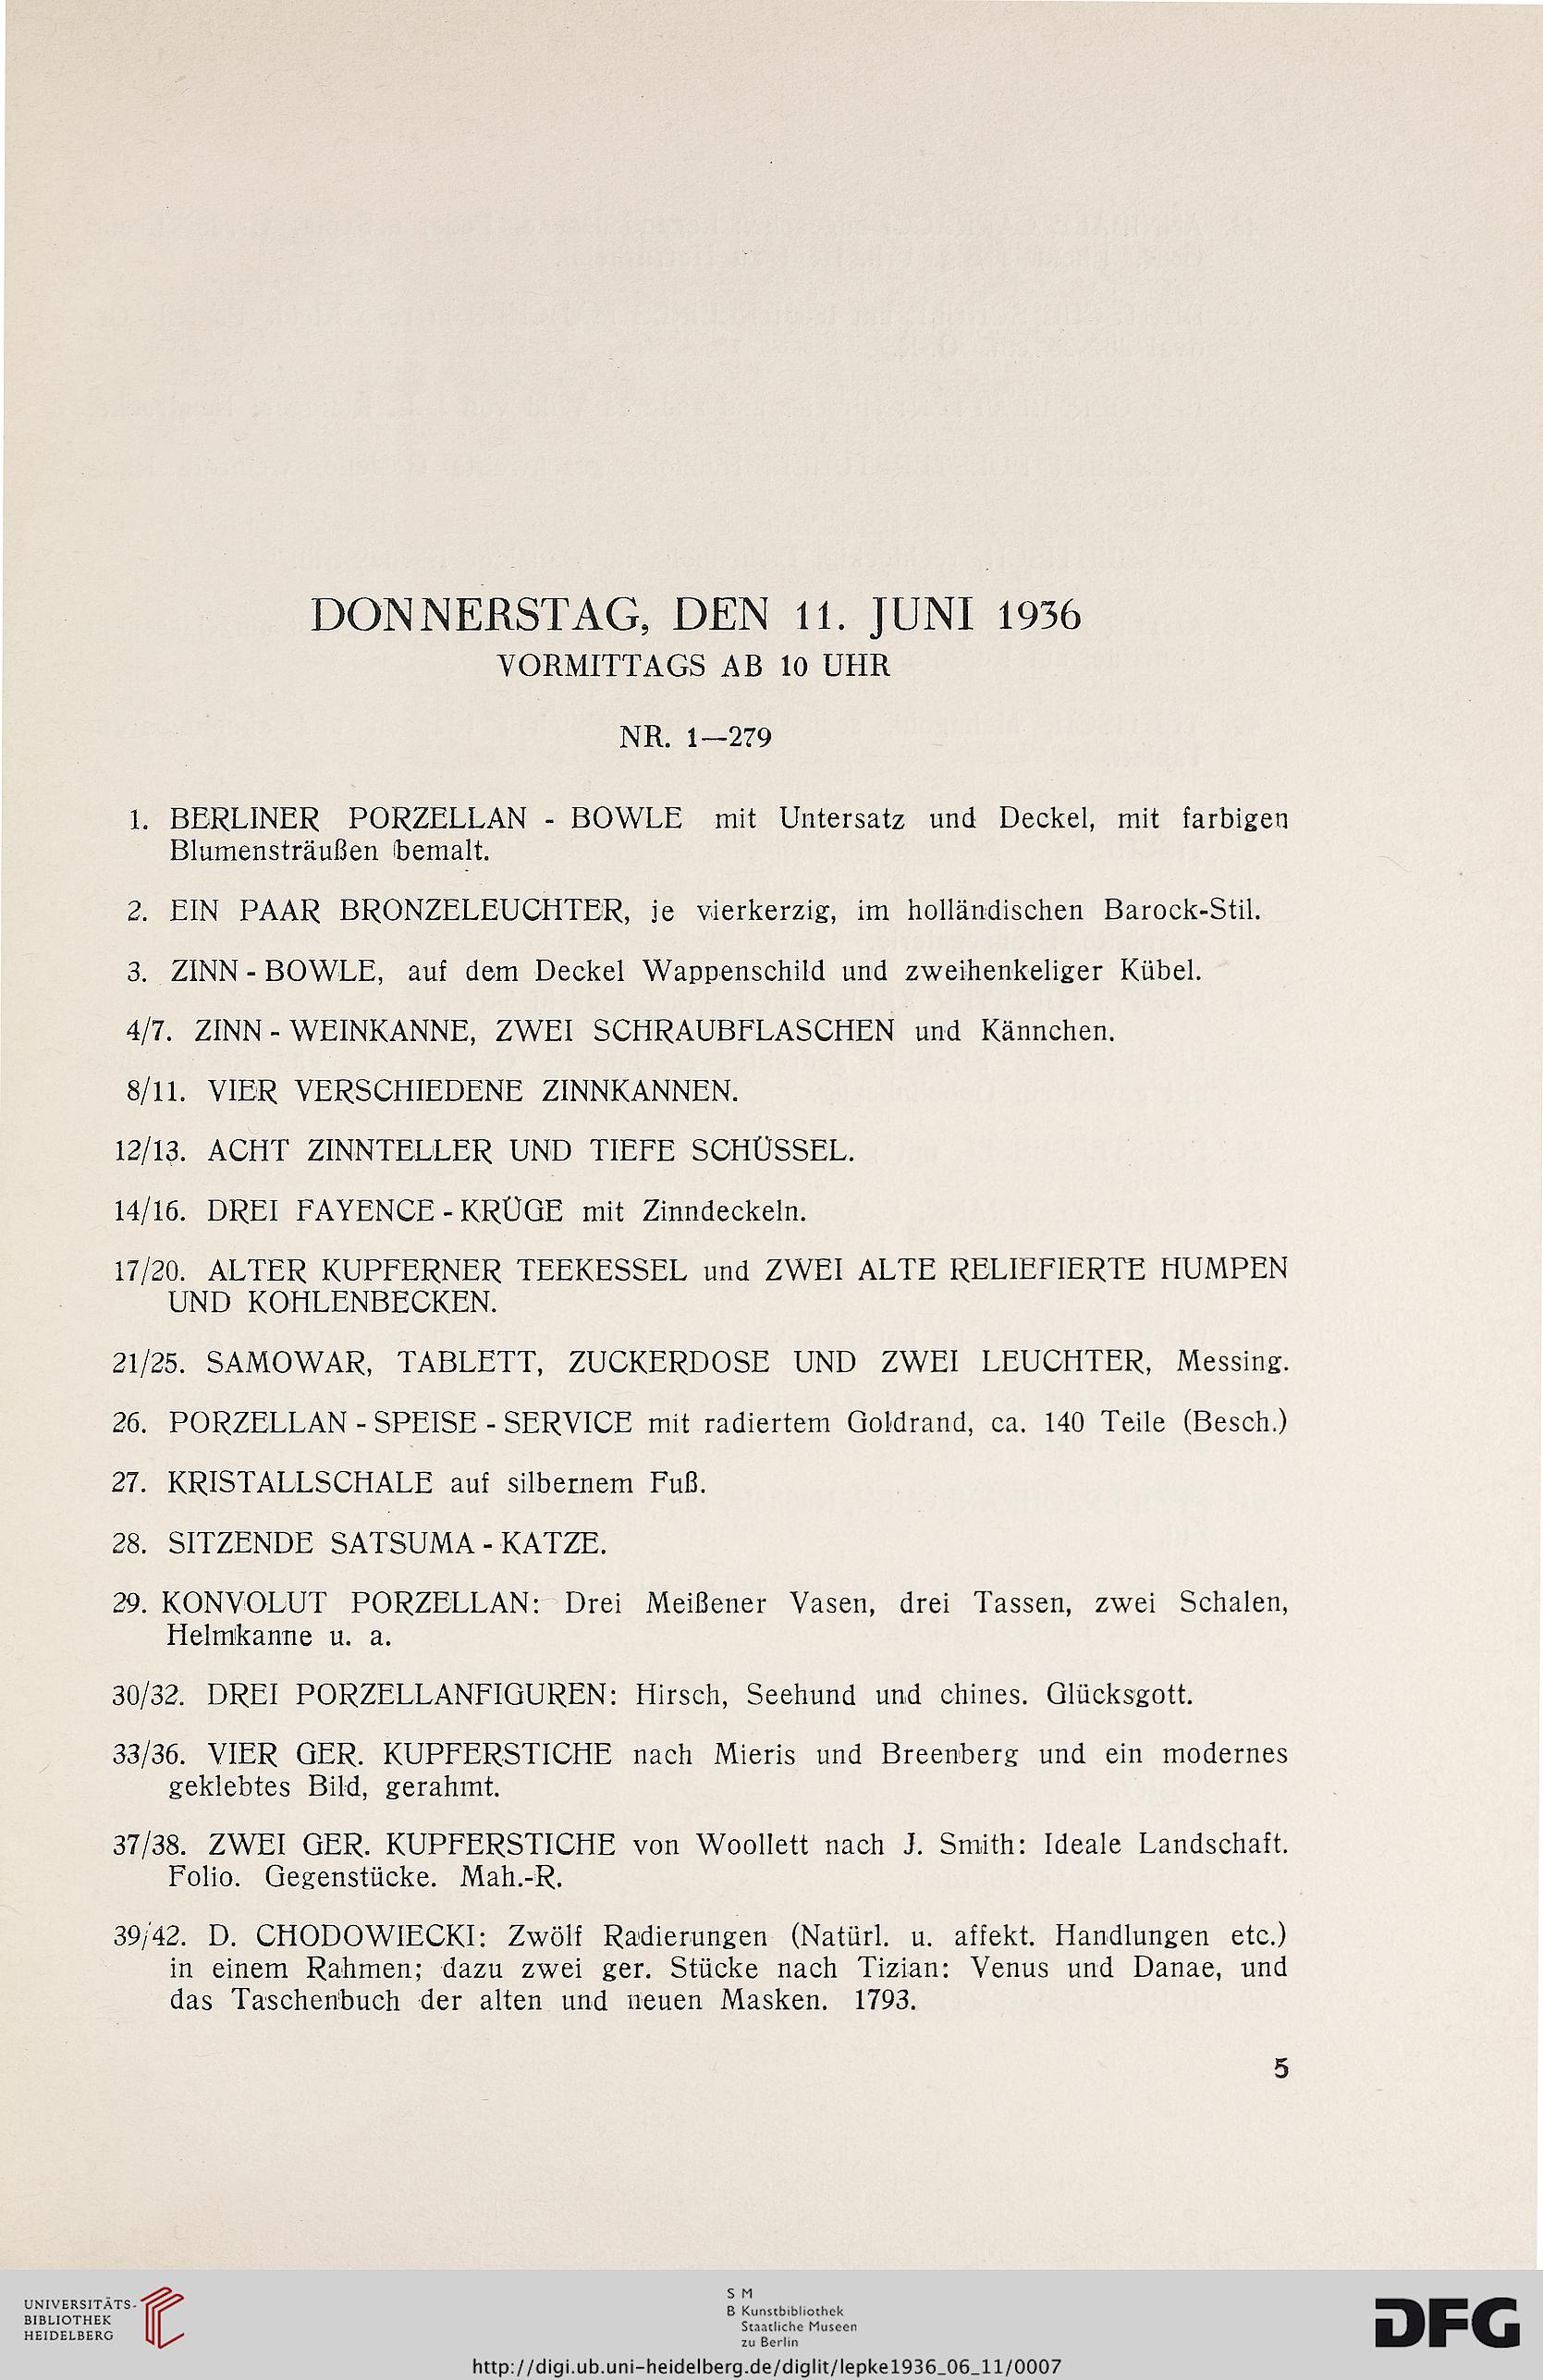 DONNERSTAG, DEN 11. JUNI 1936
VORMITTAGS AB 10 UHR
NR. 1—279
1. BERLINER PORZELLAN - BOWLE mit Untersatz und Deckel, mit farbigen
Blumensträußen bemalt.
2. EIN PAAR BRONZELEUCHTER, je vierkerzig, im holländischen Barock-Stil.
3. ZINN - BOWLE, auf dem Deckel Wappenschild und zweihenkeliger Kübel.
4/7. ZINN - WEINKANNE, ZWEI SCHRAUBFLASCHEN und Kännchen.
8/11. VIER VERSCHIEDENE ZINNKANNEN.
12/13. ACHT ZINNTELLER UND TIEFE SCHÜSSEL.
14/16. DREI FAYENCE - KRÜGE mit Zinndeckeln.
17/20. ALTER KUPFERNER TEEKESSEL und ZWEI ALTE RELIEFIERTE HUMPEN
UND KOHLENBECKEN.
21/25. SAMOWAR, TABLETT, ZUCKERDOSE UND ZWEI LEUCHTER, Messing.
26. PORZELLAN - SPEISE - SERVICE mit radiertem Goldrand, ca. 140 Teile (Besch.)
27. KRISTALLSCHALE auf silbernem Fuß.
28. SITZENDE SATSUMA - KATZE.
29. KONVOLUT PORZELLAN: Drei Meißener Vasen, drei Tassen, zwei Schalen,
Helmkanne u. a.
30/32. DREI PORZELLANFIGUREN: Hirsch, Seehund und chines. Glücksgott.
33/36. VIER GER. KUPFERSTICHE nach Mieris und Breenberg und ein modernes
geklebtes Bild, gerahmt.
37/38. ZWEI GER. KUPFERSTICHE von Woollett nach J. Smith: Ideale Landschaft.
Folio. Gegenstücke. Mah.-R.
39/42. D. CHODOWIECKI: Zwölf Radierungen (Natürl. u. affekt. Handlungen etc.)
in einem Rahmen; dazu zwei ger. Stücke nach Tizian: Venus und Danae, und
das Taschenbuch der alten und neuen Masken. 1793.
5
UNIVERSITÄTS-
BIBLIOTHEK
HEIDELBERG
S M
B Kunstbibliothek
Staatliche Museen
zu Berlin
DFG
http://digi.ub.uni-heidelberg.de/diglit/lepke1936_06_11/0007